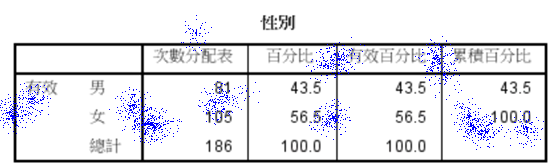 性別
次數分配表 百分比 有效百分比 累積百分比
有效 男 81 43.5 43.5 43.5
女 105 56.5 56.5 100.0
總計 186 100.0 100.0